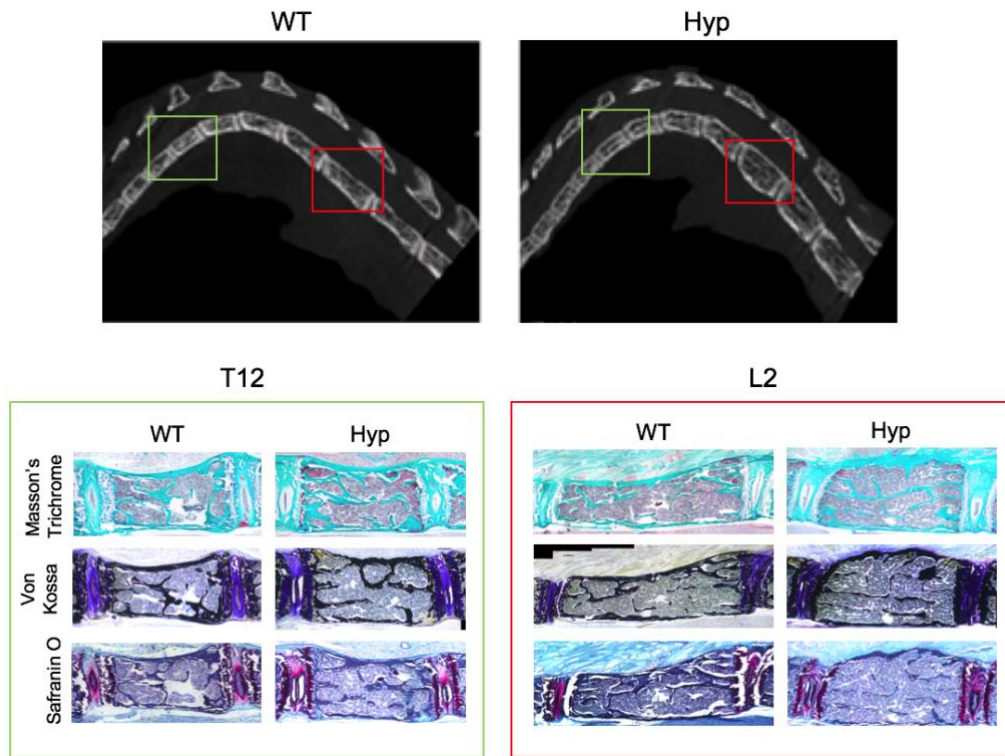 WT
Hyp
T12
L2
WT
Hyp
WT
Hyp
Masson's
Trichrome
Von
Kossa
Safranin O